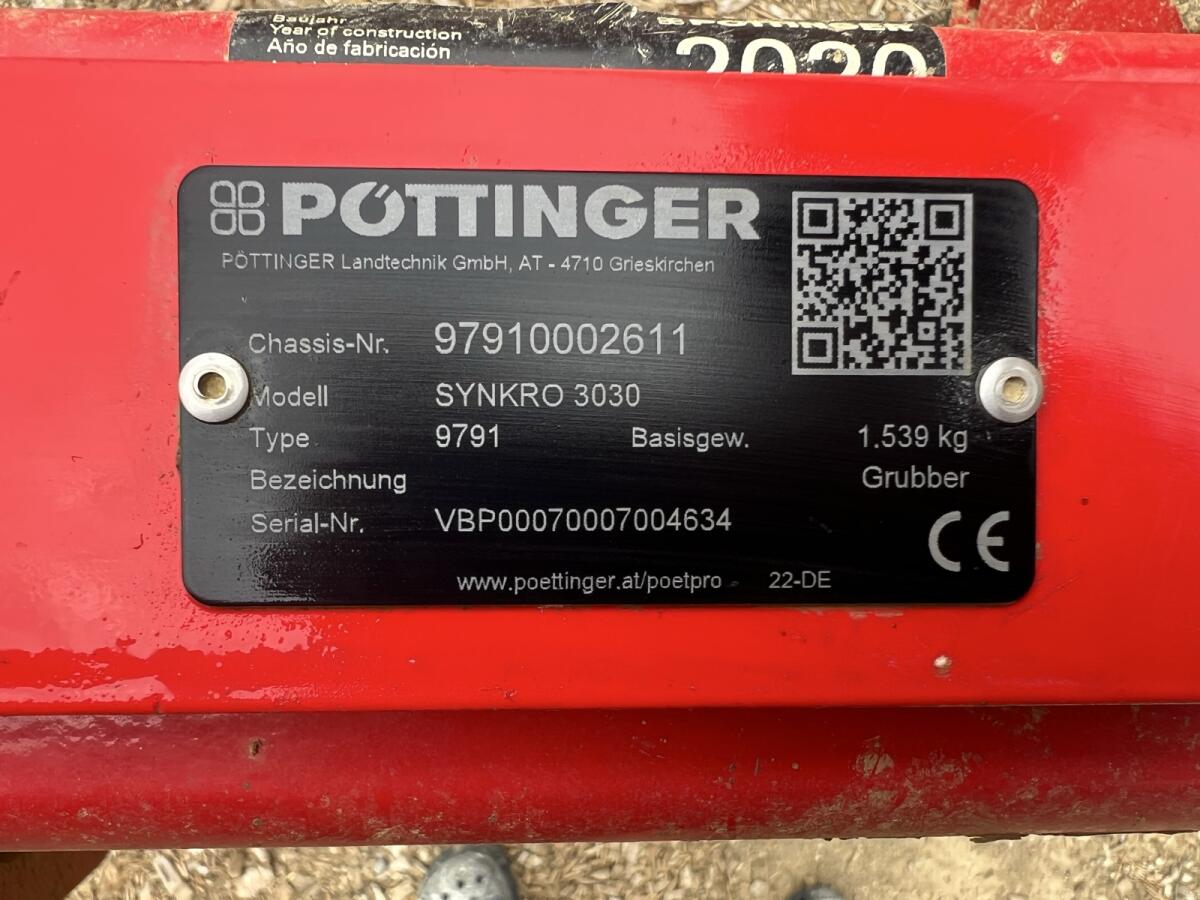 Baujahr
Year of construction
Año de fabricación
PÖTTINGER
2020
PÖTTINGER
PÖTTINGER Landtechnik GmbH, AT - 4710 Grieskirchen
Chassis-Nr. 97910002611
Modell SYNKRO 3030
Type 9791 Basisgew. 1.539 kg
Bezeichnung Grubber
Serial-Nr. VBP00070007004634
CE
www.poettinger.at/poetpro - 22-DE